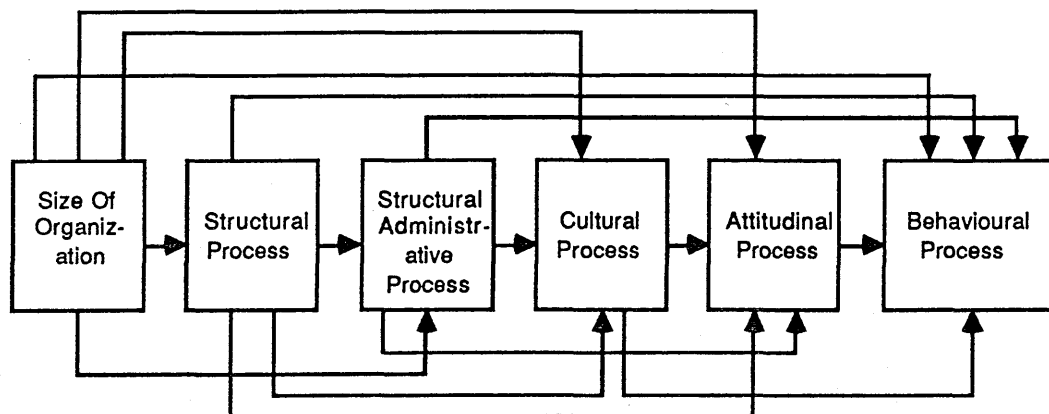 Size Of
Organiz-
ation
Structural
Process
Structural
Administr-
ative
Process
Cultural
Process
Attitudinal
Process
Behavioural
Process